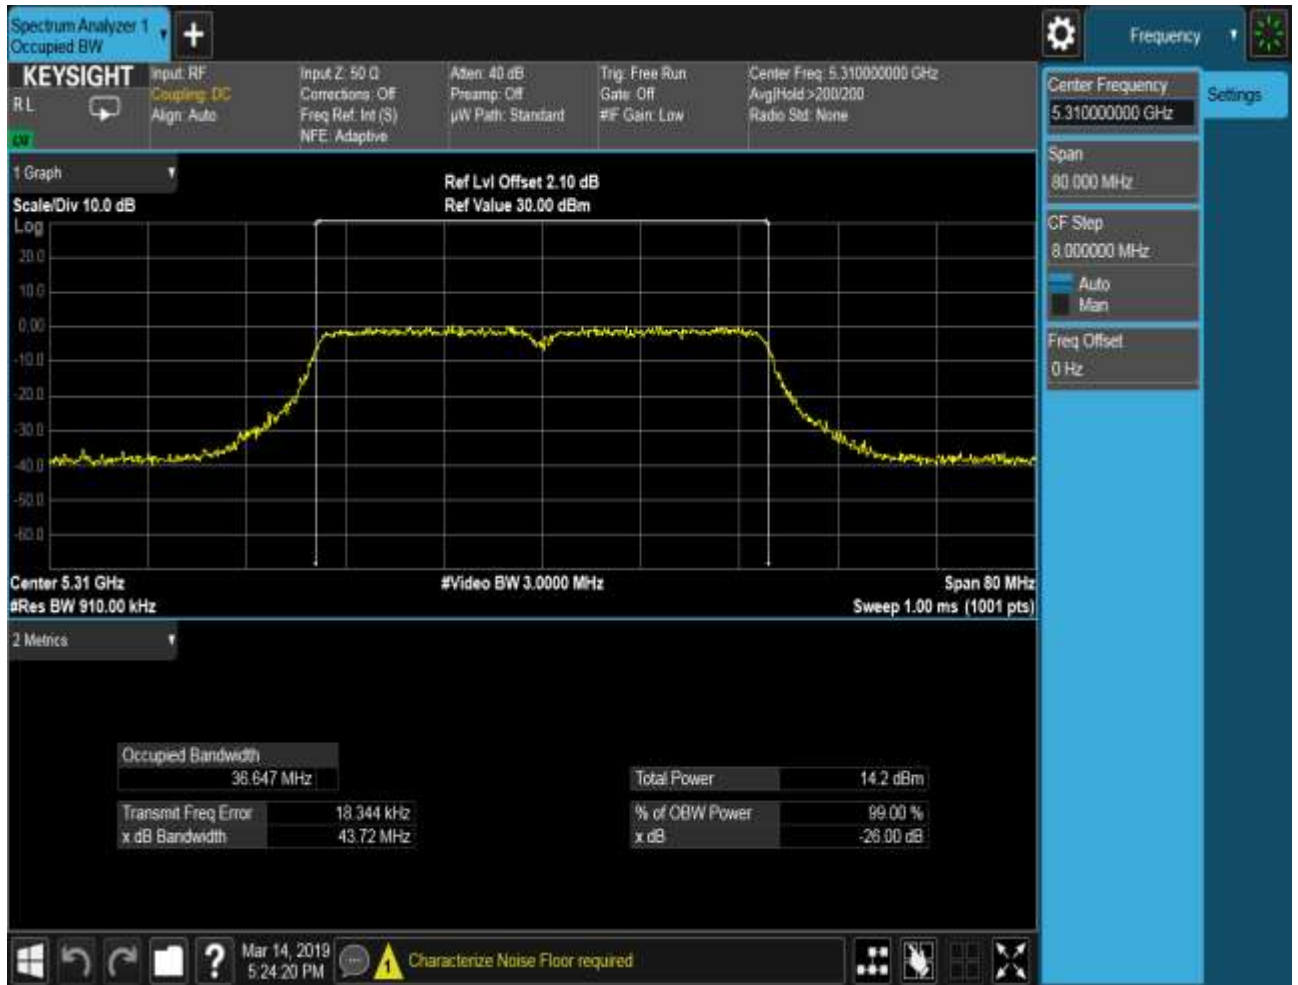 Spectrum Analyzer 1
Occupied BW
Frequency
KEYSIGHT
R L
Input: RF
Coupling: DC
Align: Auto
Input Z: 50 Ω
Corrections: Off
Freq Ref: Int (S)
NFE: Adaptive
Atten: 40 dB
Preamp: Off
µW Path: Standard
Trig: Free Run
Gate: Off
#IF Gain: Low
Center Freq: 5.310000000 GHz
Avg|Hold:>200/200
Radio Std: None
Center Frequency
5.310000000 GHz
Settings
Span
80.000 MHz
CF Step
8.000000 MHz
Auto
Man
Freq Offset
0 Hz
1 Graph
Scale/Div 10.0 dB
Ref Lvl Offset 2.10 dB
Ref Value 30.00 dBm
Log
20.0
10.0
0.00
-10.0
-20.0
-30.0
-40.0
-50.0
-60.0
Center 5.31 GHz
#Video BW 3.0000 MHz
Span 80 MHz
#Res BW 910.00 kHz
Sweep 1.00 ms (1001 pts)
2 Metrics
Occupied Bandwidth
36.647 MHz
Total Power 14.2 dBm
Transmit Freq Error 18.344 kHz
% of OBW Power 99.00 %
x dB Bandwidth 43.72 MHz
x dB -26.00 dB
?
Mar 14, 2019
5:24:20 PM
1
Characterize Noise Floor required